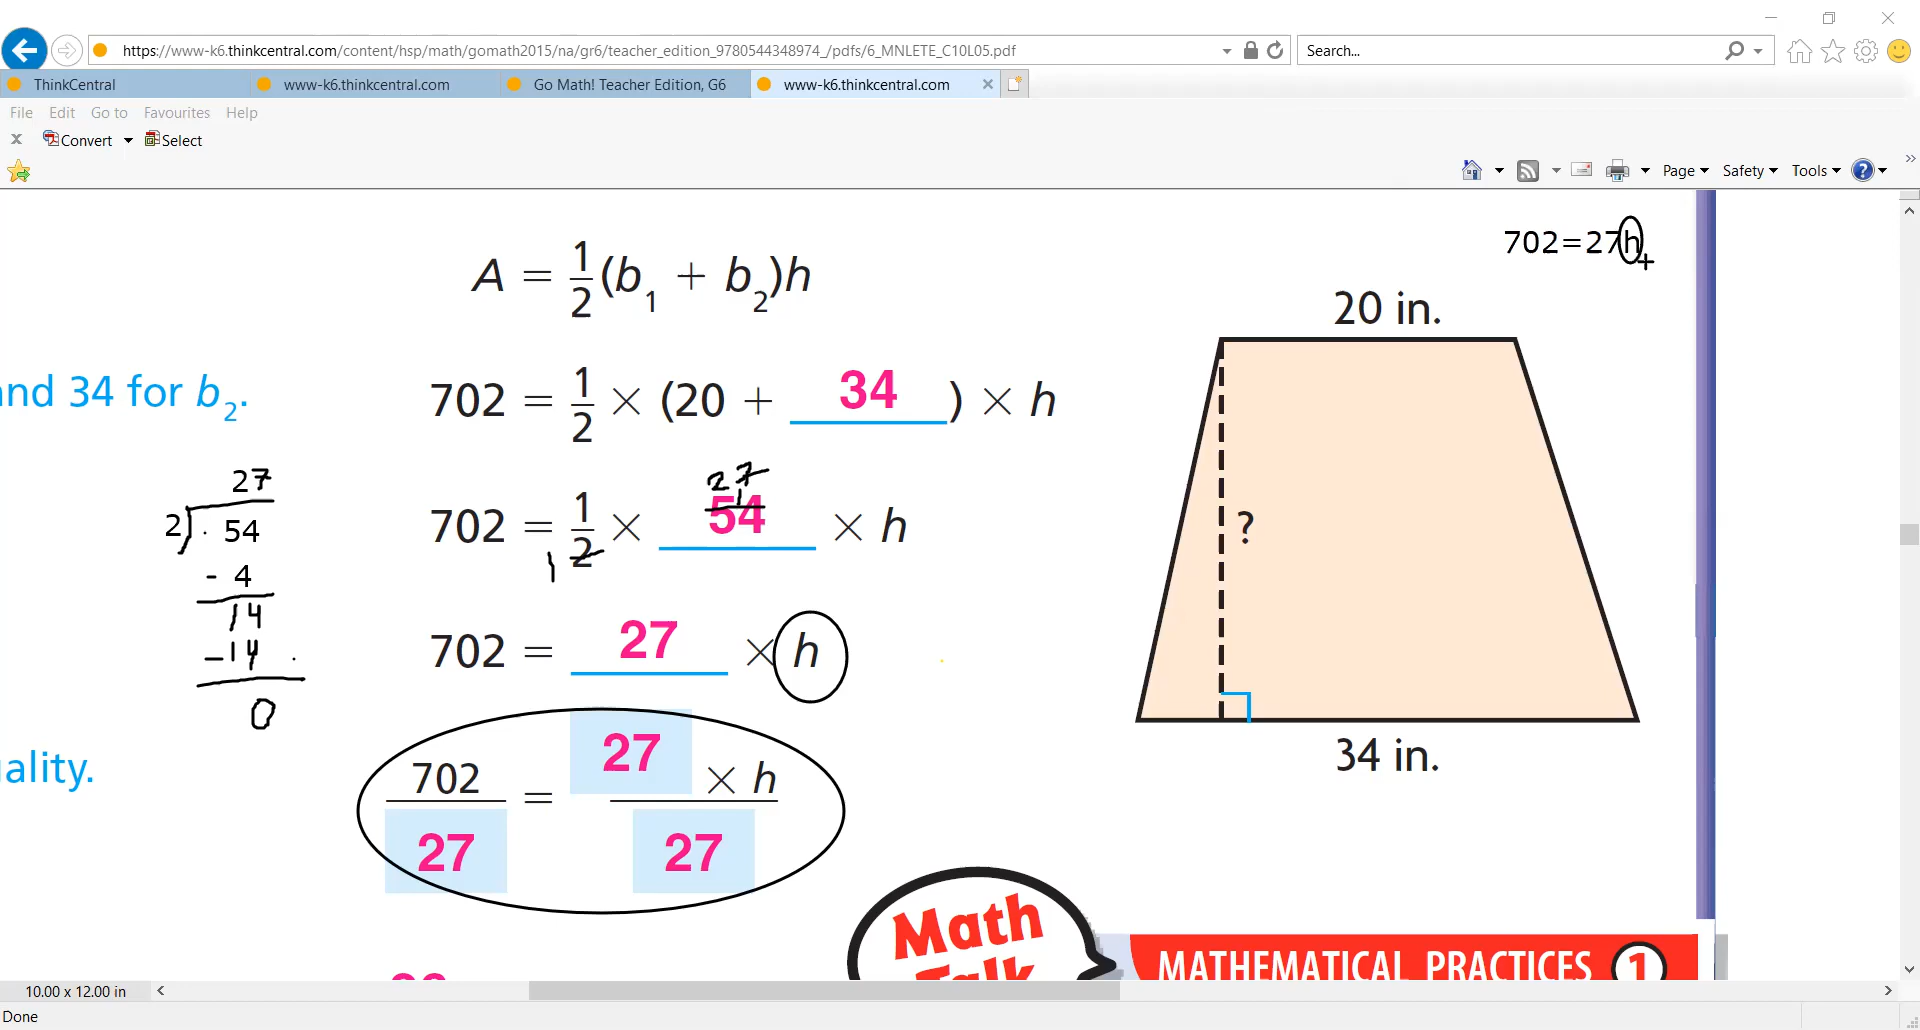 https://www-k6.thinkcentral.com/content/hsp/math/gomath2015/na/gr6/teacher_edition_9780544348974_/pdfs/6_MNLETE_C10L05.pdf
Search...
ThinkCentral
www-k6.thinkcentral.com
Go Math! Teacher Edition, G6
www-k6.thinkcentral.com
File Edit Go to Favourites Help
x Convert Select
Page Safety Tools
702=27h
A = 1/2 (b1 + b2)h
20 in.
nd 34 for b2.
702 = 1/2 × (20 + 34) × h
27
2 54
- 4
14
-14
0
27 1
702 = 1/2 × 54 × h
1
?
702 = 27 × h
ality.
702/27 = 27 × h/27
34 in.
Math
Talk
MATHEMATICAL PRACTICES 1
10.00 x 12.00 in
Done